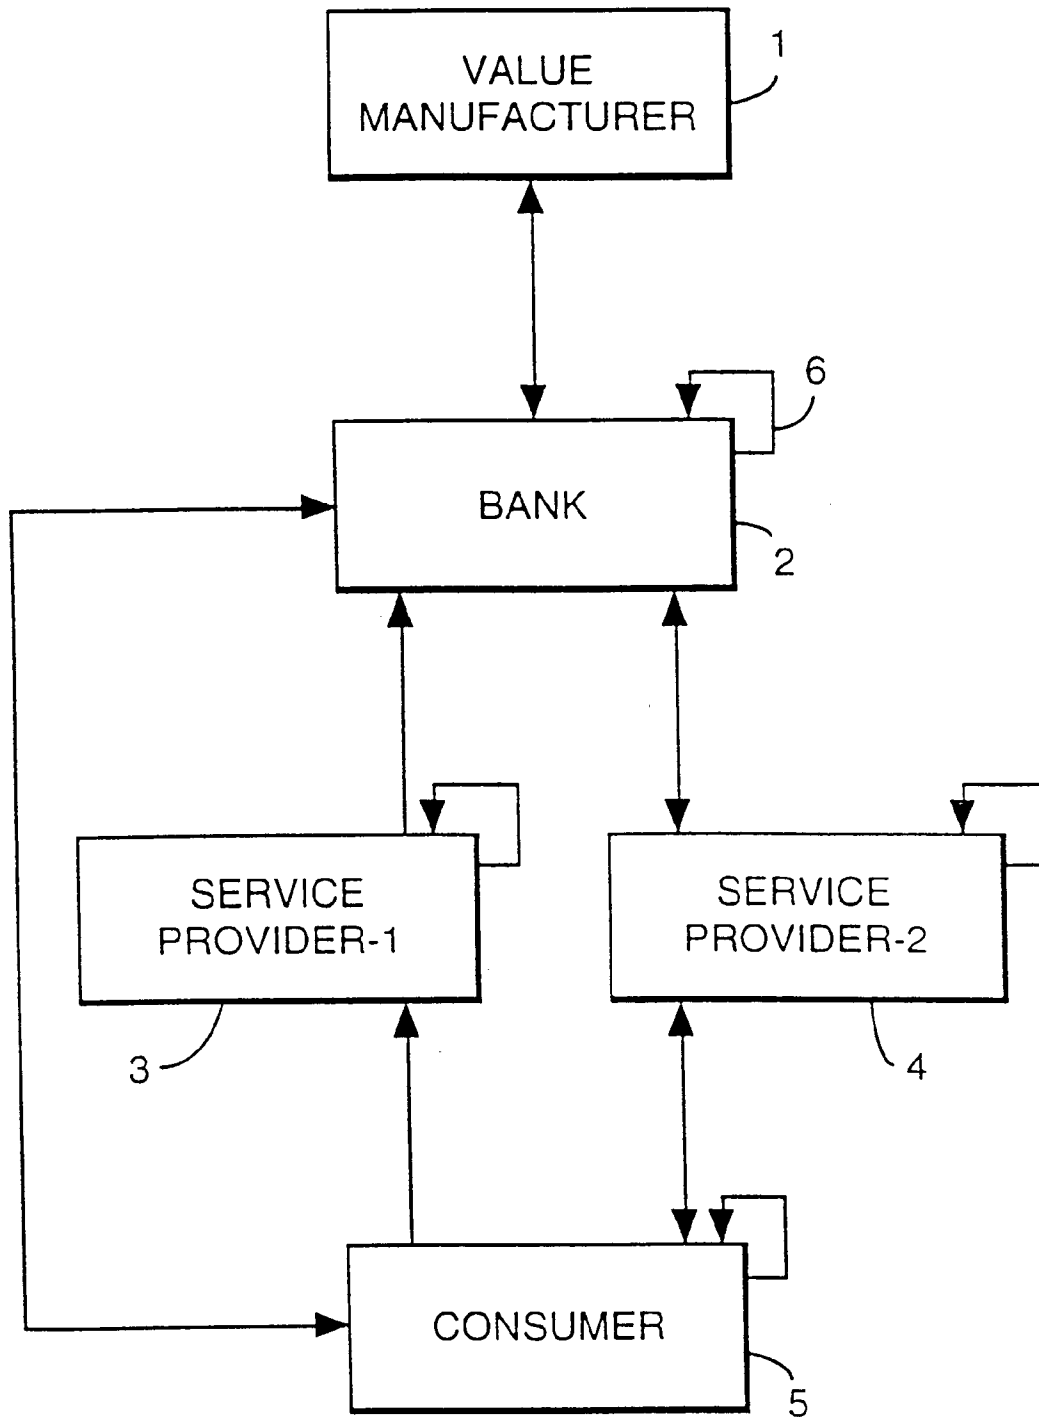 VALUE
MANUFACTURER
1
6
BANK
2
SERVICE
PROVIDER-1
SERVICE
PROVIDER-2
3
4
CONSUMER
5